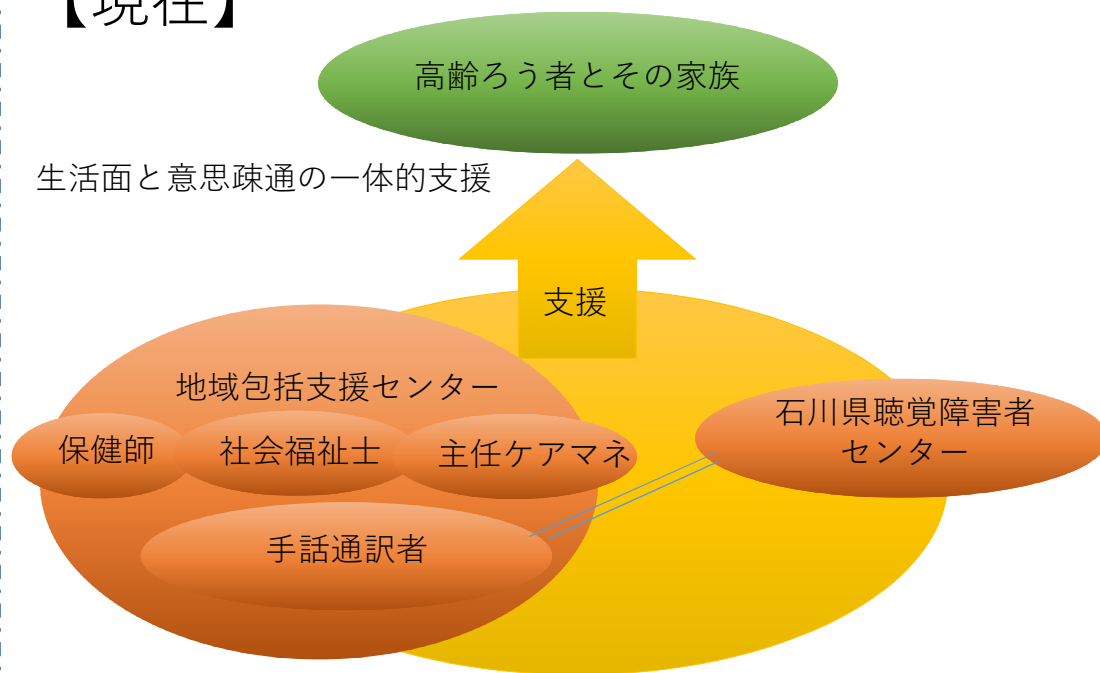 【現在】
高齢ろう者とその家族
生活面と意思疎通の一体的支援
支援
地域包括支援センター
保健師
社会福祉士
主任ケアマネ
手話通訳者
石川県聴覚障害者
センター